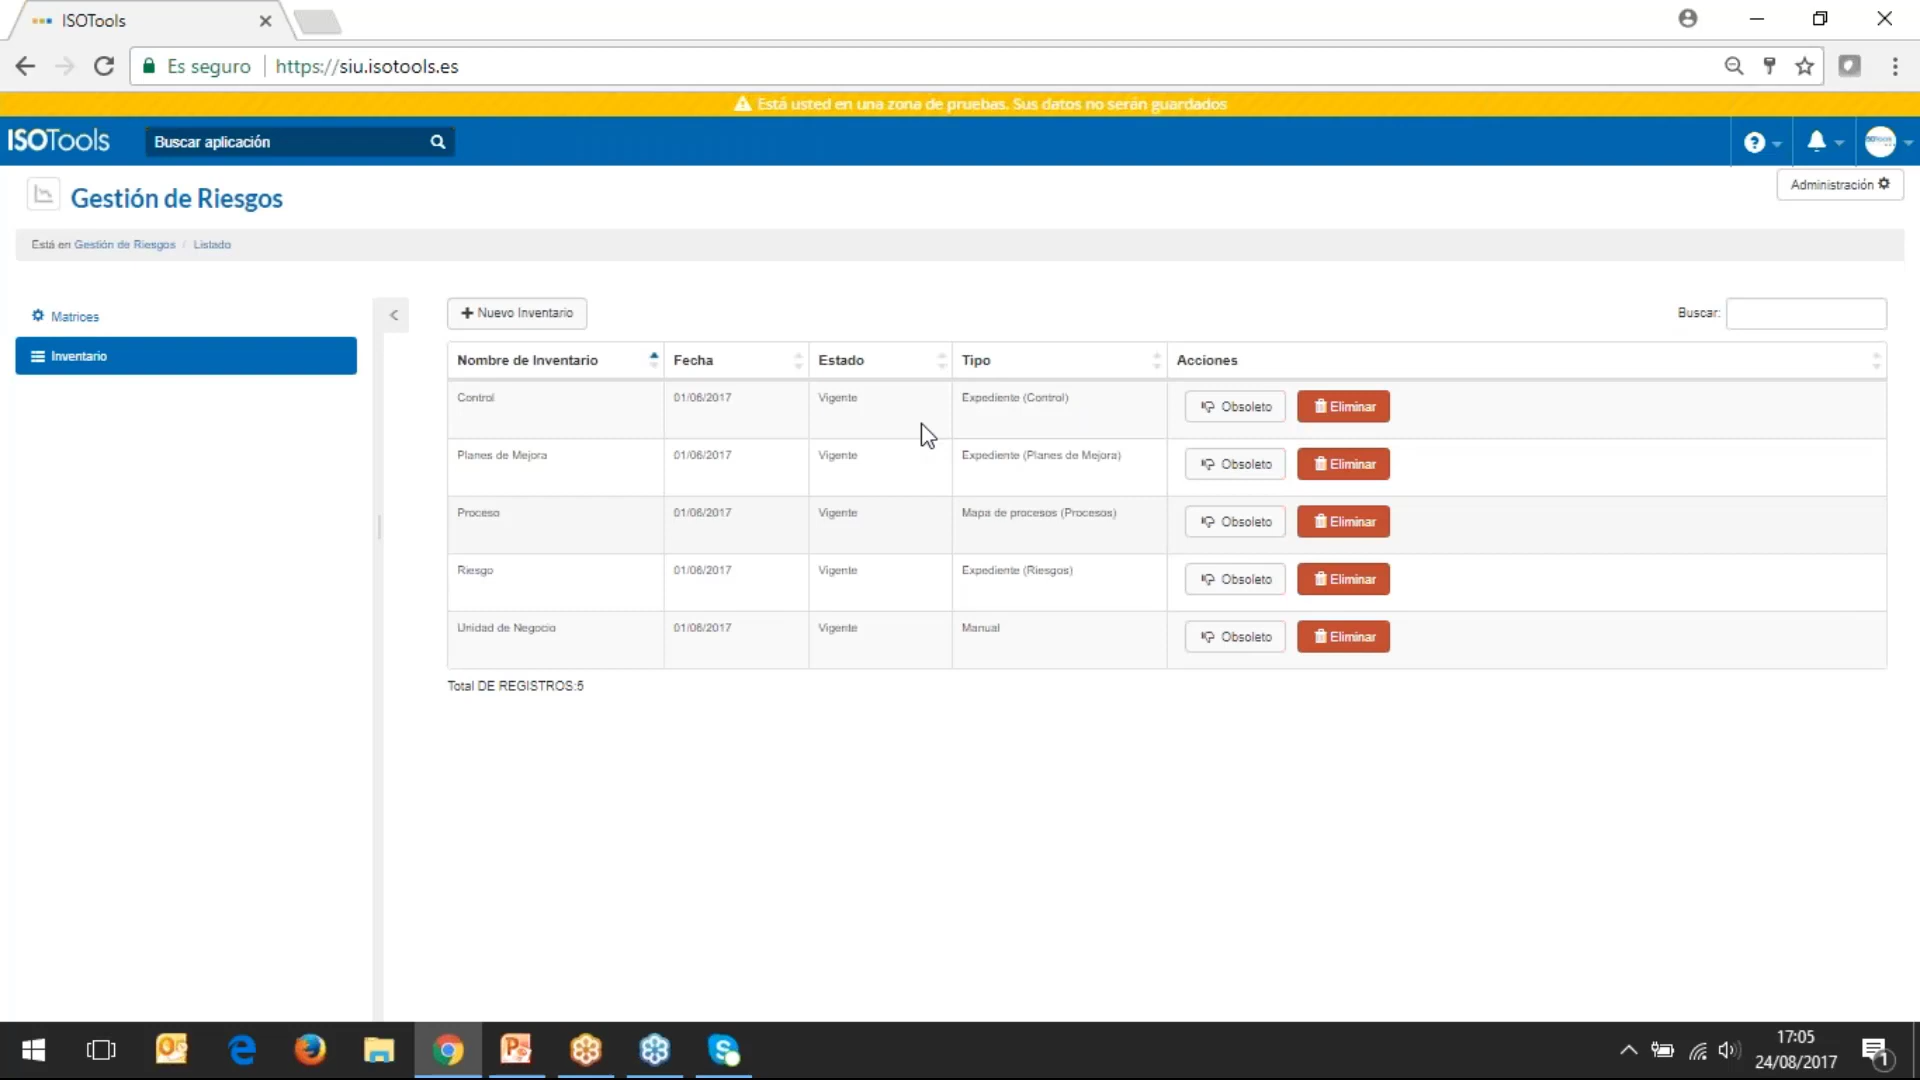 ISOTools
Es seguro https://siu.isotools.es
Está usted en una zona de pruebas. Sus datos no serán guardados
ISOTools Buscar aplicación
Administración
Gestión de Riesgos
Está en Gestión de Riesgos / Listado
Matrices
Inventario
Nuevo Inventario Buscar:
Nombre de Inventario Fecha Estado Tipo Acciones
Control 01/06/2017 Vigente Expediente (Control) Obsoleto Eliminar
Planes de Mejora 01/06/2017 Vigente Expediente (Planes de Mejora) Obsoleto Eliminar
Proceso 01/06/2017 Vigente Mapa de procesos (Procesos) Obsoleto Eliminar
Riesgo 01/06/2017 Vigente Expediente (Riesgos) Obsoleto Eliminar
Unidad de Negocio 01/06/2017 Vigente Manual Obsoleto Eliminar
Total DE REGISTROS:5
17:05
24/08/2017
1